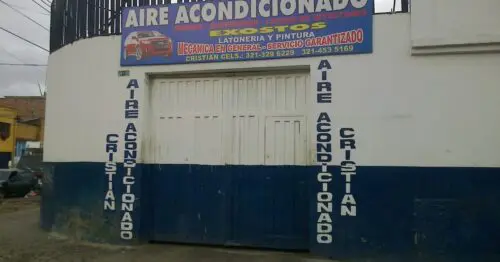 AIRE ACONDICIONADO
EXOSTOS
LATONERIA Y PINTURA
MECANICA EN GENERAL - SERVICIO GARANTIZADO
CRISTIAN CELS.: 321-329 6229 321-453 5169
AIRE ACONDICIONADO
CRISTIAN
AIRE ACONDICIONADO
CRISTIAN